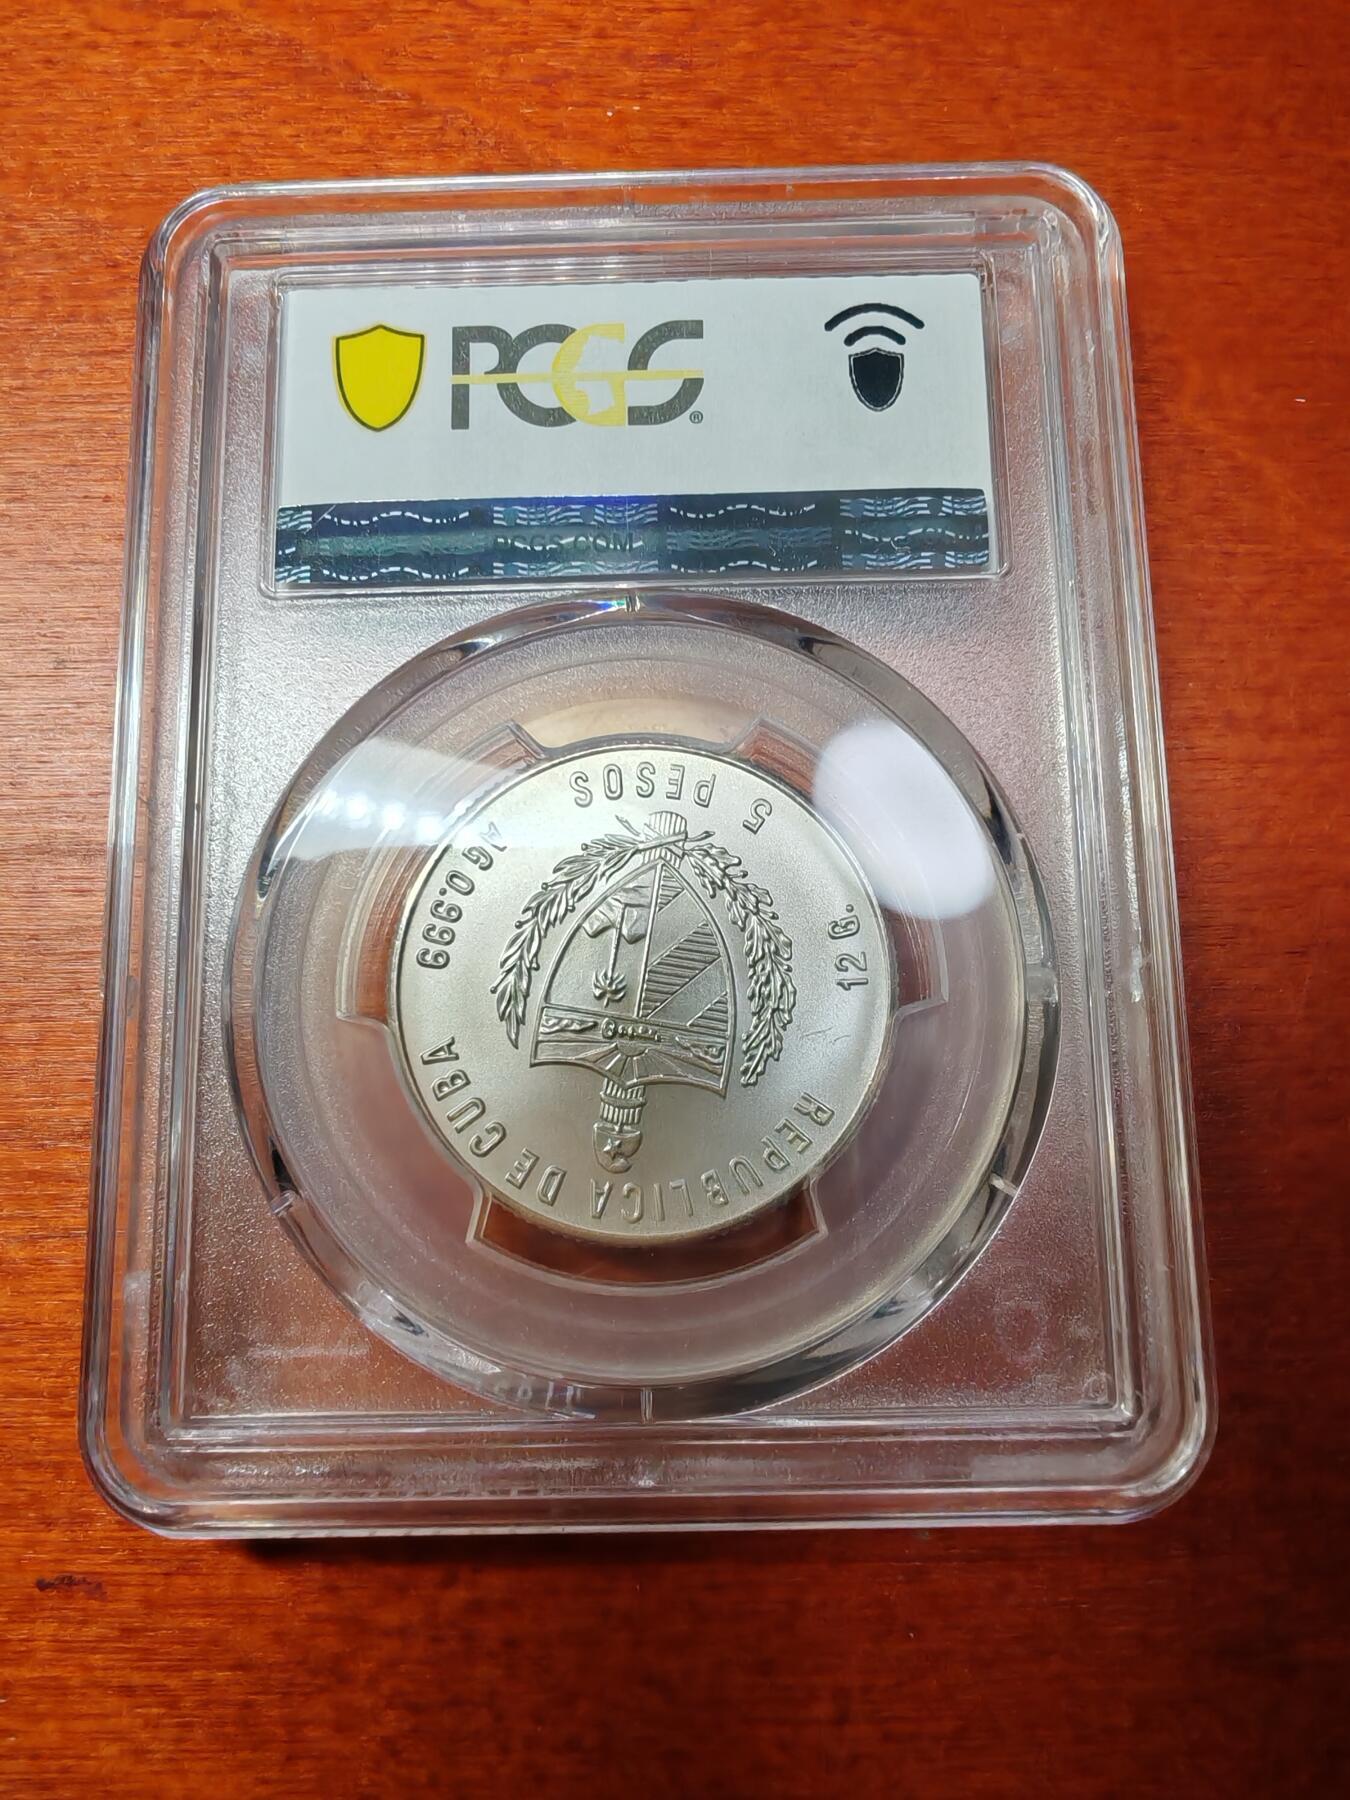 PCGS®
PCGS.COM
REPUBLICA DE CUBA
12 G.
AG 0.999
5 PESOS